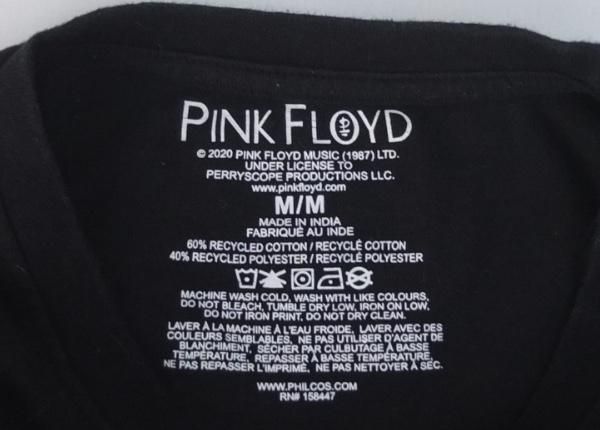 PINK FLOYD
© 2020 PINK FLOYD MUSIC (1987) LTD.
UNDER LICENSE TO
PERRYSCOPE PRODUCTIONS LLC.
www.pinkfloyd.com
M/M
MADE IN INDIA
FABRIQUÉ AU INDE
60% RECYCLED COTTON / RECYCLÉ COTTON
40% RECYCLED POLYESTER / RECYCLÉ POLYESTER
MACHINE WASH COLD, WASH WITH LIKE COLOURS,
DO NOT BLEACH, TUMBLE DRY LOW, IRON ON LOW,
DO NOT IRON PRINT, DO NOT DRY CLEAN.
LAVER À LA MACHINE À L'EAU FROIDE, LAVER AVEC DES
COULEURS SEMBLABLES, NE PAS UTILISER D'AGENT DE
BLANCHIMENT, SÉCHER PAR CULBUTAGE À BASSE
TEMPÉRATURE, REPASSER À BASSE TEMPÉRATURE,
NE PAS REPASSER L'IMPRIMÉ, NE PAS NETTOYER À SEC.
WWW.PHILCOS.COM
RN# 158447